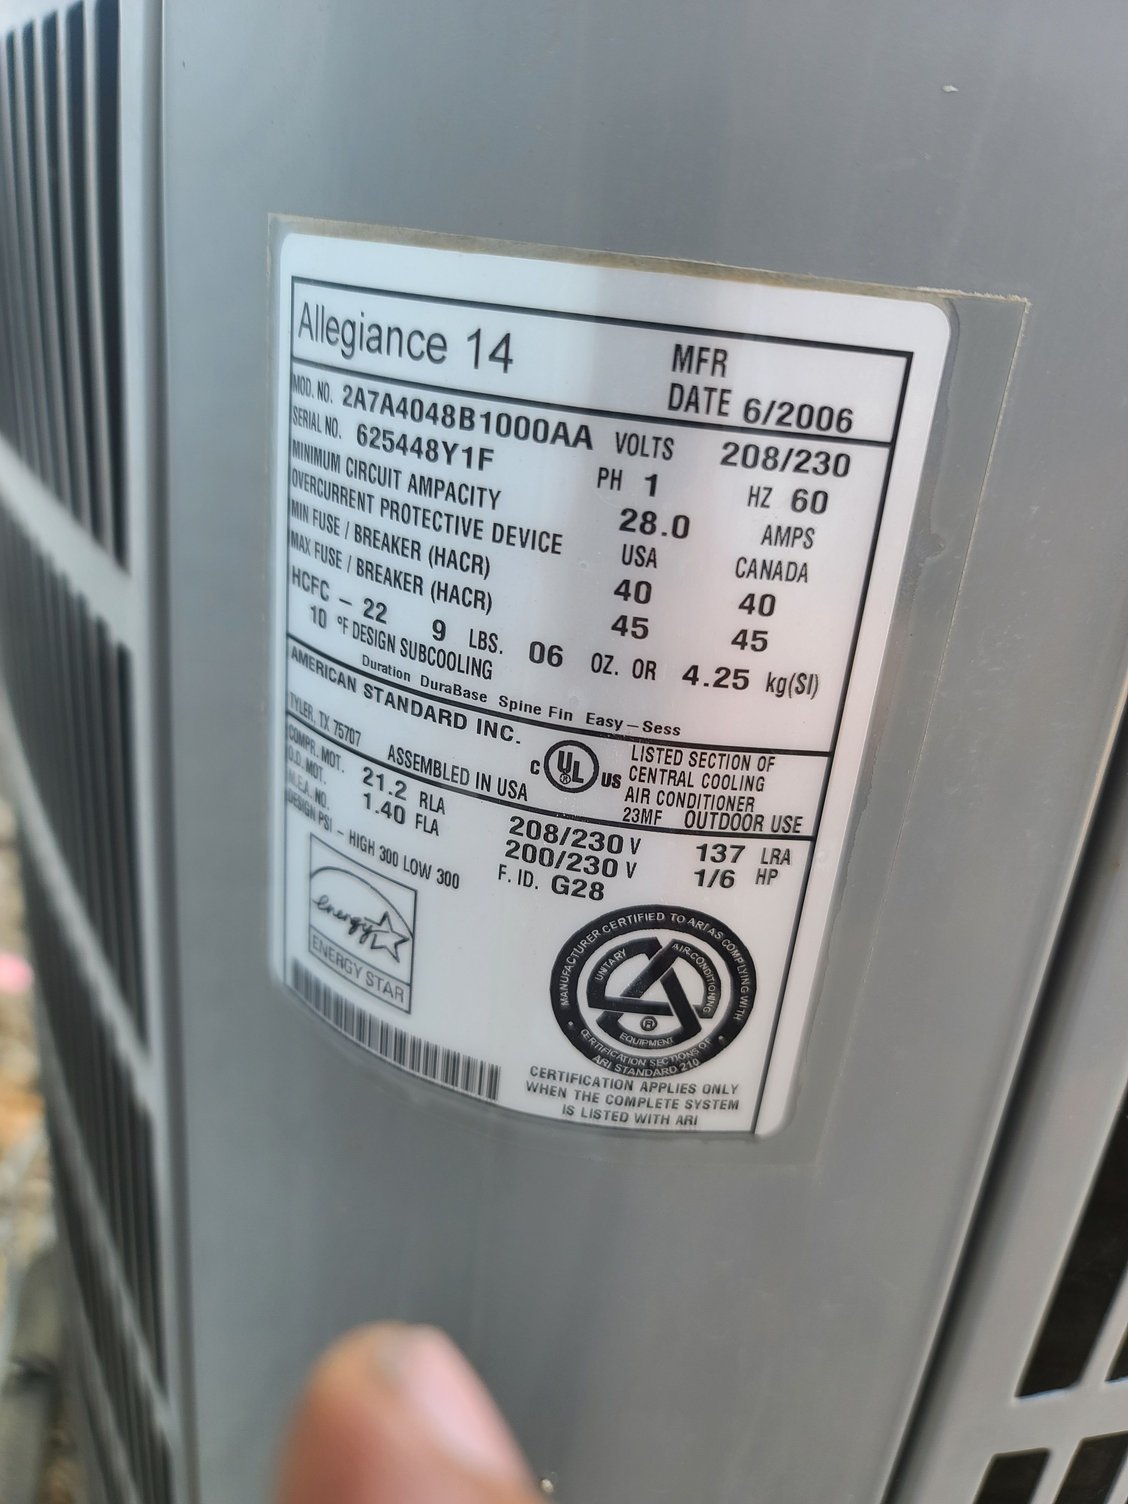 Allegiance 14
MFR
DATE 6/2006
MOD. NO. 2A7A4048B1000AA VOLTS 208/230
SERIAL NO. 625448Y1F PH 1 HZ 60
MINIMUM CIRCUIT AMPACITY 28.0 AMPS
OVERCURRENT PROTECTIVE DEVICE USA CANADA
MIN FUSE / BREAKER (HACR) 40 40
MAX FUSE / BREAKER (HACR) 45 45
HCFC - 22 9 LBS. 06 OZ. OR 4.25 kg(SI)
10 °F DESIGN SUBCOOLING
Duration DuraBase Spine Fin Easy-Sess
AMERICAN STANDARD INC.
TYLER, TX 75707 ASSEMBLED IN USA
C UL ® US
LISTED SECTION OF
CENTRAL COOLING
AIR CONDITIONER
23MF OUTDOOR USE
COMPR. MOT. 21.2 RLA 208/230 V 137 LRA
O.D. MOT. 1.40 FLA 200/230 V 1/6 HP
M.E.A. NO. F. ID. G28
DESIGN PSI - HIGH 300 LOW 300
energy
ENERGY STAR
MANUFACTURER CERTIFIED TO ARI AS COMPLYING WITH
UNITARY AIR-CONDITIONING
®
EQUIPMENT
• CERTIFICATION SECTIONS OF •
ARI STANDARD 210
CERTIFICATION APPLIES ONLY
WHEN THE COMPLETE SYSTEM
IS LISTED WITH ARI